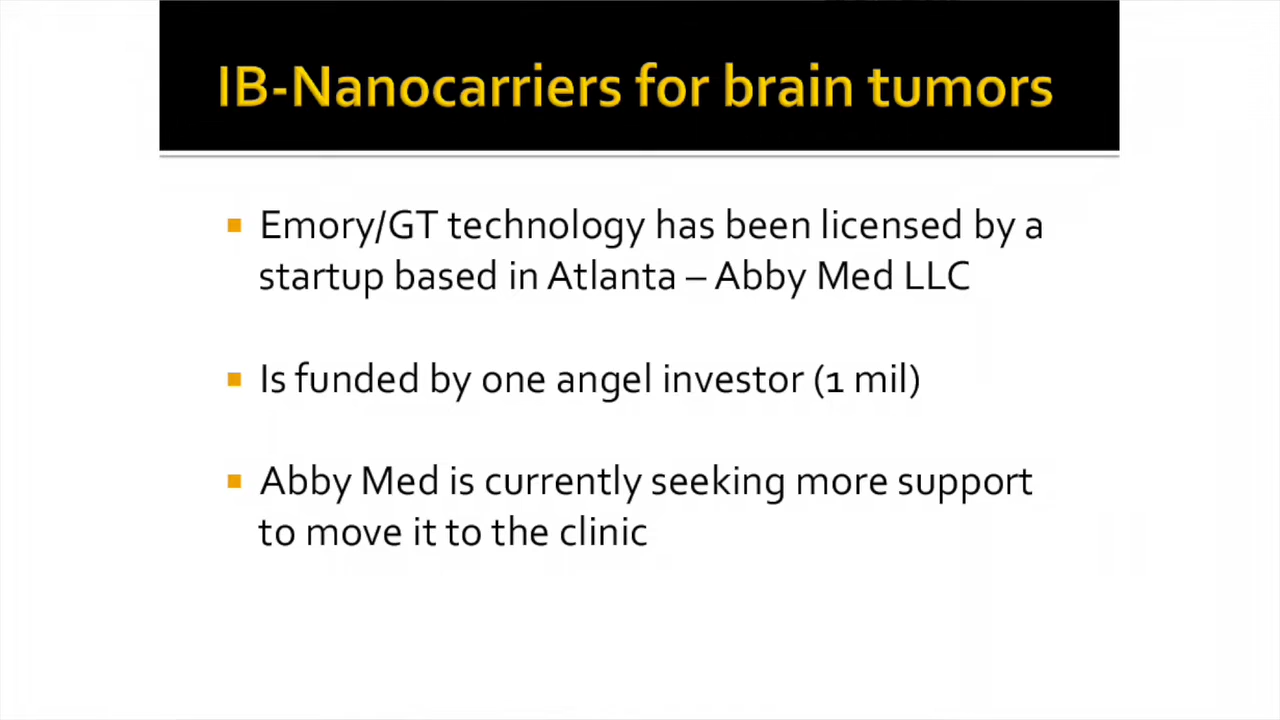 IB-Nanocarriers for brain tumors
Emory/GT technology has been licensed by a
startup based in Atlanta – Abby Med LLC
Is funded by one angel investor (1 mil)
Abby Med is currently seeking more support
to move it to the clinic